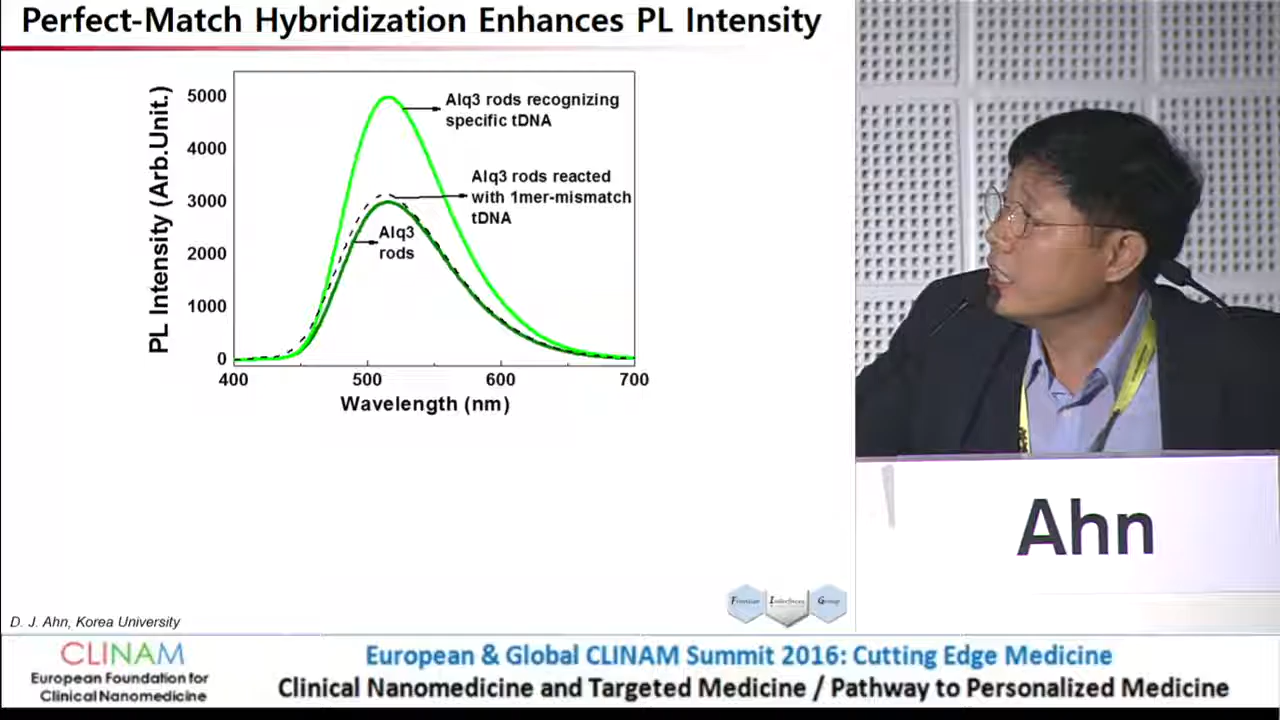 Perfect-Match Hybridization Enhances PL Intensity
PL Intensity (Arb.Unit.)
5000
4000
3000
2000
1000
0
Alq3 rods recognizing
specific tDNA
Alq3 rods reacted
with 1mer-mismatch
tDNA
Alq3
rods
400
500
600
700
Wavelength (nm)
Ahn
Frontier Interfaces Group
D. J. Ahn, Korea University
CLINAM
European Foundation for
Clinical Nanomedicine
European & Global CLINAM Summit 2016: Cutting Edge Medicine
Clinical Nanomedicine and Targeted Medicine / Pathway to Personalized Medicine